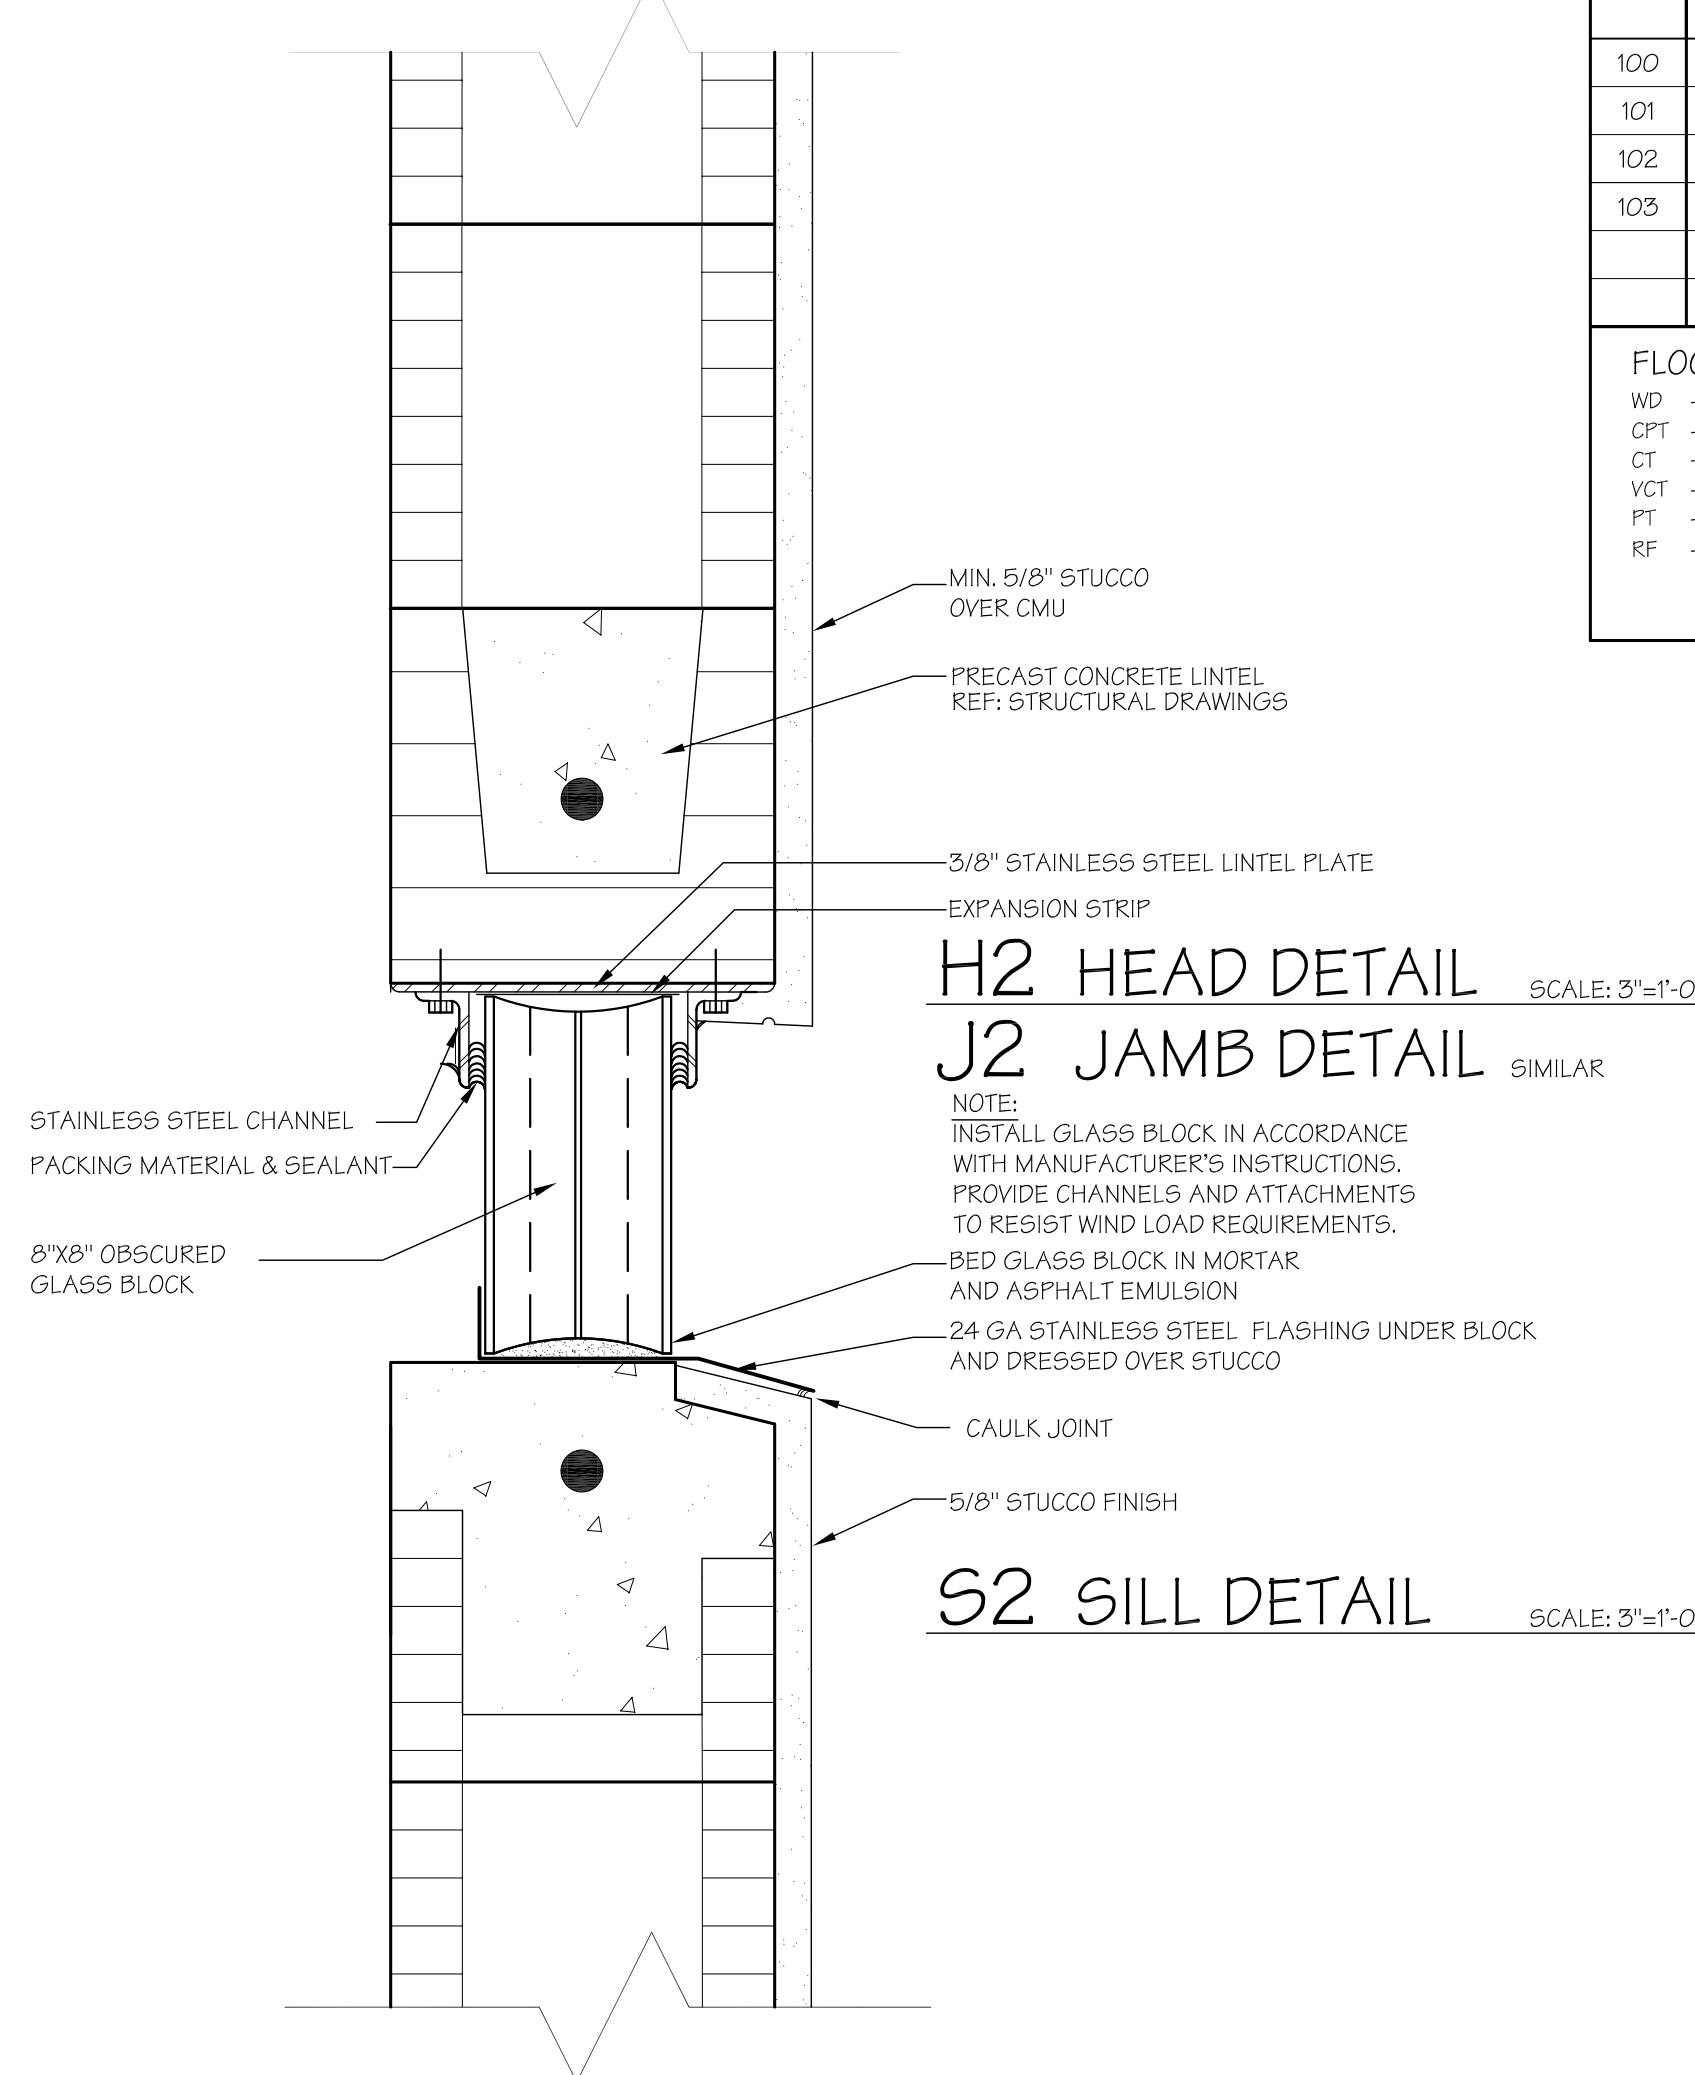 100
101
102
103
WD
CPT
CT
VCT
PT
RF
MIN. 5/8" STUCCO
OVER CMU
PRECAST CONCRETE LINTEL
REF: STRUCTURAL DRAWINGS
3/8" STAINLESS STEEL LINTEL PLATE
EXPANSION STRIP
H2 HEAD DETAIL SCALE: 3"=1'-0
J2 JAMB DETAIL SIMILAR
NOTE:
INSTALL GLASS BLOCK IN ACCORDANCE
WITH MANUFACTURER'S INSTRUCTIONS.
PROVIDE CHANNELS AND ATTACHMENTS
TO RESIST WIND LOAD REQUIREMENTS.
STAINLESS STEEL CHANNEL
PACKING MATERIAL & SEALANT
8"X8" OBSCURED
GLASS BLOCK
BED GLASS BLOCK IN MORTAR
AND ASPHALT EMULSION
24 GA STAINLESS STEEL FLASHING UNDER BLOCK
AND DRESSED OVER STUCCO
CAULK JOINT
5/8" STUCCO FINISH
S2 SILL DETAIL SCALE: 3"=1'-0